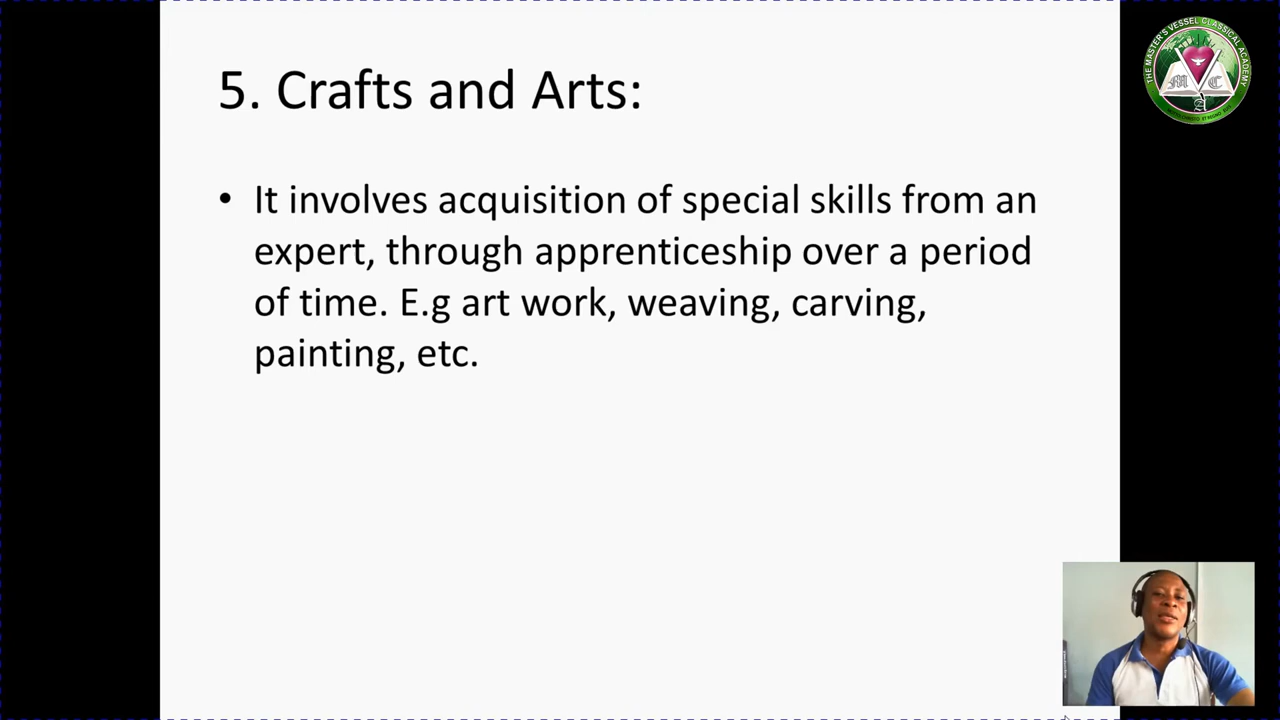 THE MASTER'S VESSEL CLASSICAL ACADEMY
M C
A
5. Crafts and Arts:
• It involves acquisition of special skills from an
expert, through apprenticeship over a period
of time. E.g art work, weaving, carving,
painting, etc.